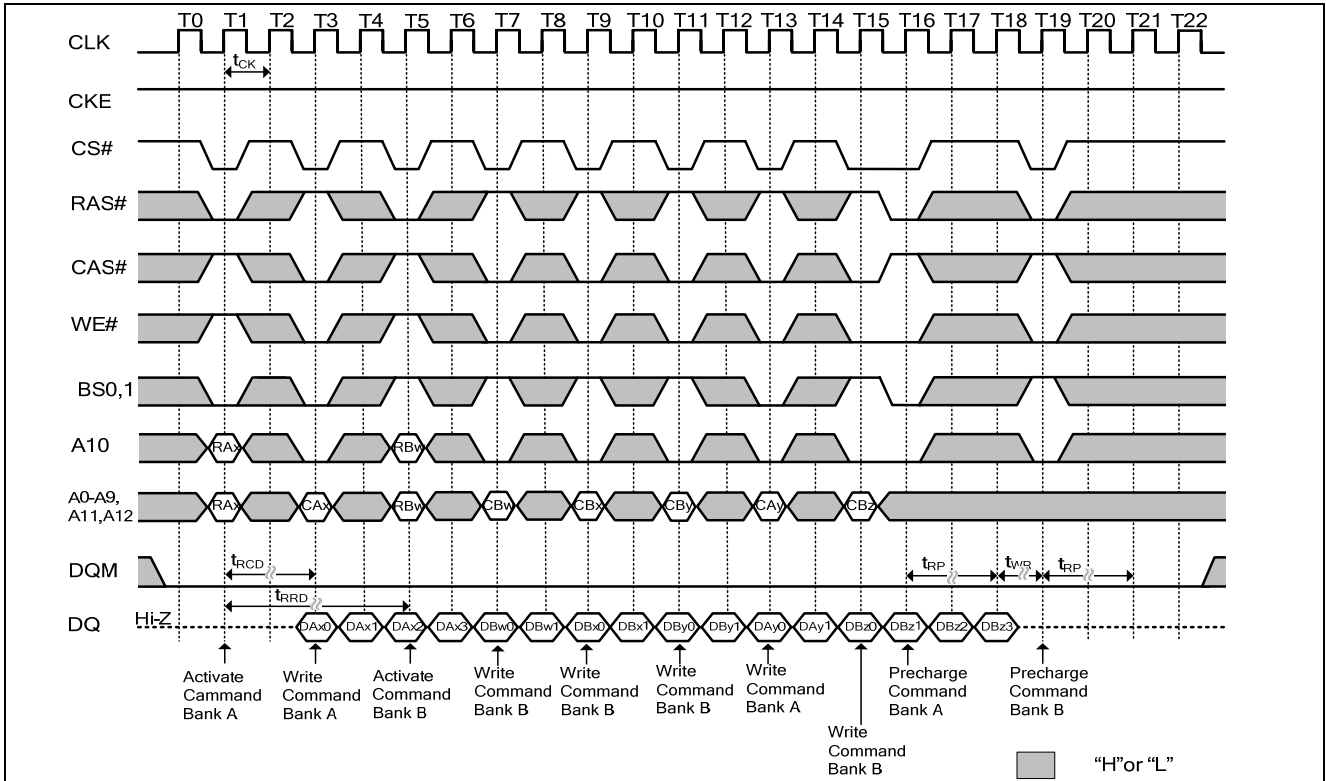 T0 T1 T2 T3 T4 T5 T6 T7 T8 T9 T10 T11 T12 T13 T14 T15 T16 T17 T18 T19 T20 T21 T22
CLK
tCK
CKE
CS#
RAS#
CAS#
WE#
BS0,1
A10
RAx RBw
A0-A9,
A11,A12
RAx CAx RBw CBw CBx CBy CAy CBz
DQM
tRCD
tRP tWR tRP
tRRD
DQ
Hi-Z
DAx0 DAx1 DAx2 DAx3 DBw0 DBw1 DBx0 DBx1 DBy0 DBy1 DAy0 DAy1 DBz0 DBz1 DBz2 DBz3
Activate
Cammand
Bank A
Write
Command
Bank A
Activate
Command
Bank B
Write
Command
Bank B
Write
Command
Bank B
Write
Command
Bank B
Write
Command
Bank A
Write
Command
Bank B
Precharge
Command
Bank A
Precharge
Command
Bank B
"H"or "L"